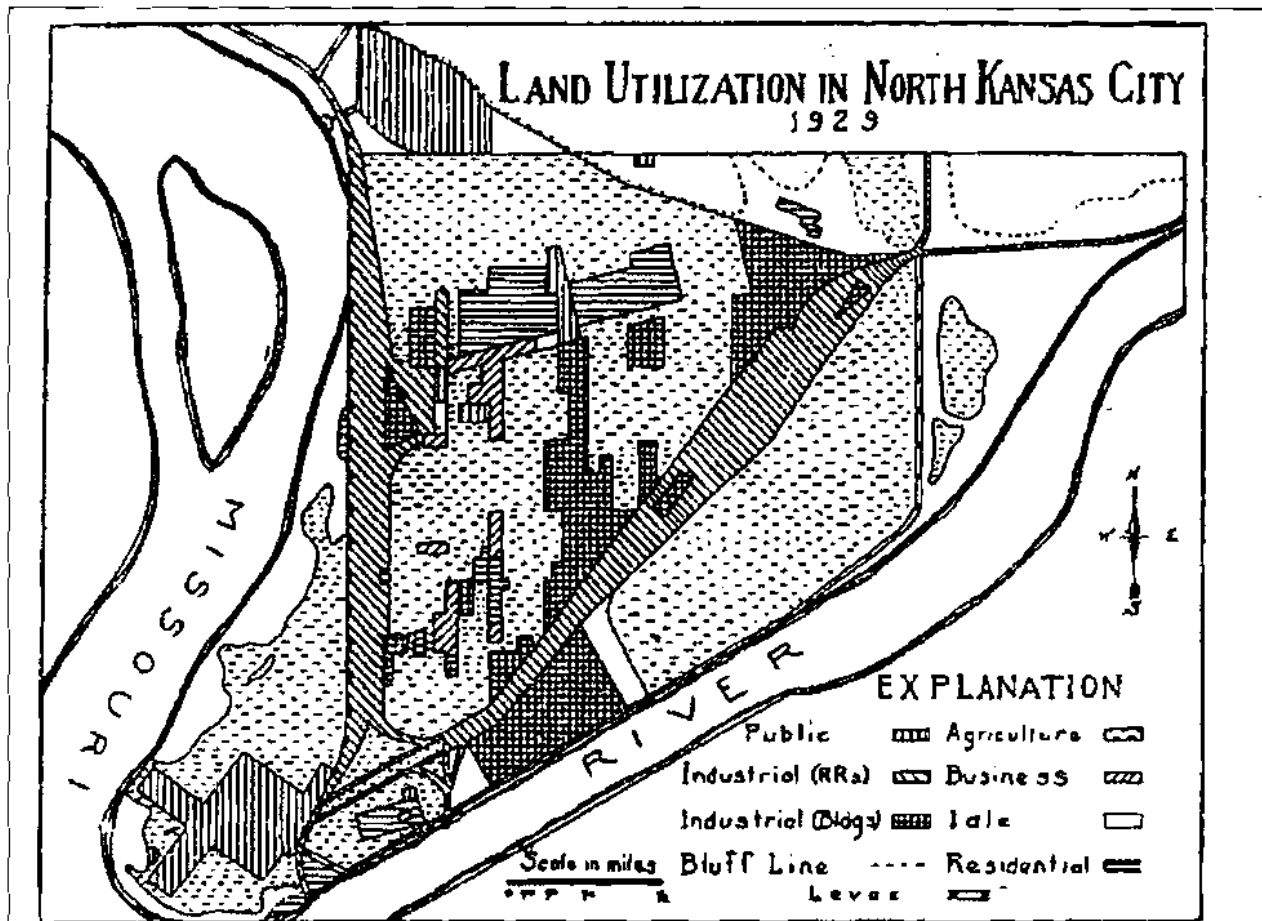 LAND UTILIZATION IN NORTH KANSAS CITY
1929
MISSOURI
RIVER
N
W E
S
EXPLANATION
Public Agriculture
Industrial (RRs) Business
Industrial (Bldgs) Idle
Bluff Line Residential
Levee
Scale in miles